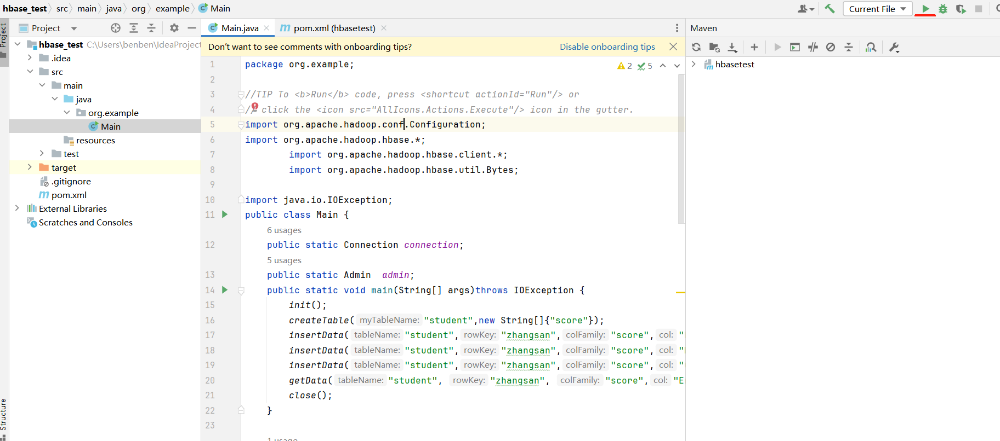 hbase_test src main java org example Main
Current File
Project
Main.java
pom.xml (hbasetest)
Maven
Project
hbase_test C:\Users\benben\IdeaProject
.idea
src
main
java
org.example
Main
resources
test
target
.gitignore
pom.xml
External Libraries
Scratches and Consoles
Structure
Don't want to see comments with onboarding tips? Disable onboarding tips
2 5
hbasetest
1 package org.example;
2
3 //TIP To <b>Run</b> code, press <shortcut actionId="Run"/> or
4 // click the <icon src="AllIcons.Actions.Execute"/> icon in the gutter.
5 import org.apache.hadoop.conf.Configuration;
6 import org.apache.hadoop.hbase.*;
7 import org.apache.hadoop.hbase.client.*;
8 import org.apache.hadoop.hbase.util.Bytes;
9
10 import java.io.IOException;
11 public class Main {
6 usages
12 public static Connection connection;
5 usages
13 public static Admin admin;
14 public static void main(String[] args)throws IOException {
15 init();
16 createTable( myTableName: "student",new String[]{"score"});
17 insertData( tableName: "student", rowKey: "zhangsan", colFamily: "score", col: "
18 insertData( tableName: "student", rowKey: "zhangsan", colFamily: "score", col: "
19 insertData( tableName: "student", rowKey: "zhangsan", colFamily: "score", col: "
20 getData( tableName: "student", rowKey: "zhangsan", colFamily: "score", col: "E
21 close();
22 }
23
1 usage